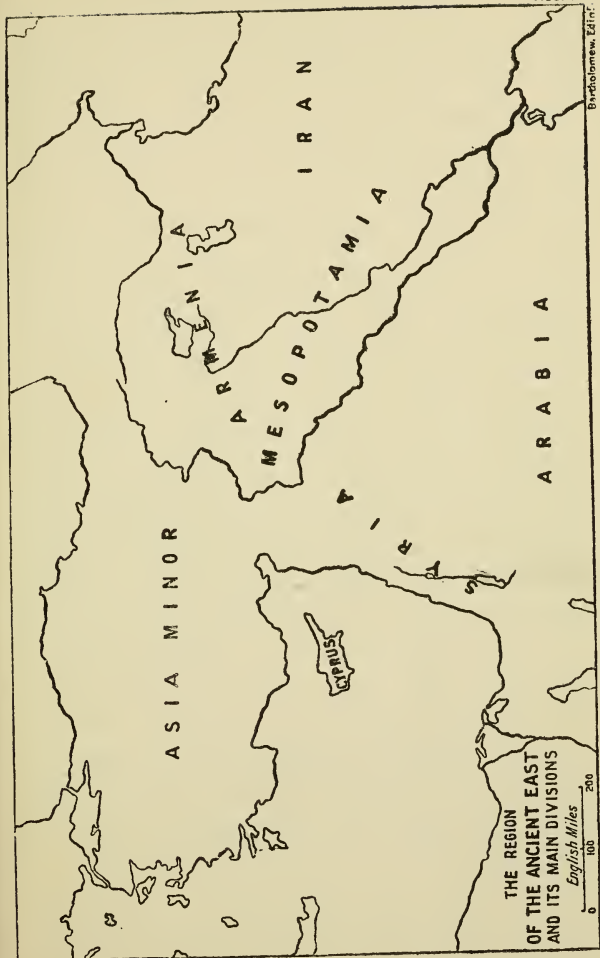 ASIA MINOR
ARMENIA
IRAN
MESOPOTAMIA
SYRIA
CYPRUS
ARABIA
THE REGION
OF THE ANCIENT EAST
AND ITS MAIN DIVISIONS
English Miles
0 100 200
Bartholomew, Edinr.